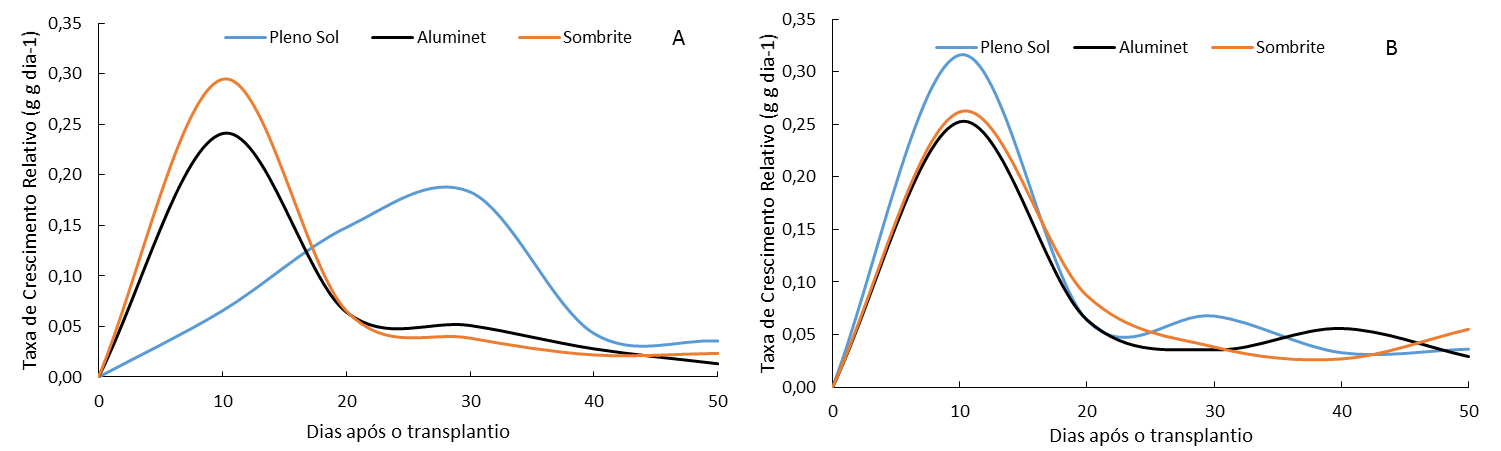 Taxa de Crescimento Relativo (g g dia-1)
0,35
0,30
0,25
0,20
0,15
0,10
0,05
0,00
Pleno Sol Aluminet Sombrite A
0 10 20 30 40 50
Dias após o transplantio
Taxa de Crescimento Relativo (g g dia-1)
0,35
0,30
0,25
0,20
0,15
0,10
0,05
0,00
Pleno Sol Aluminet Sombrite B
0 10 20 30 40 50
Dias após o transplantio